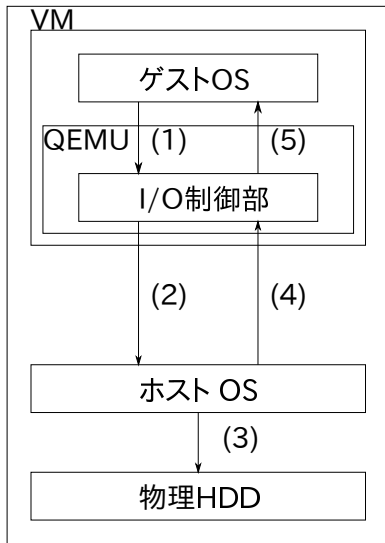 VM
ゲストOS
QEMU (1) (5)
I/O制御部
(2) (4)
ホスト OS
(3)
物理HDD